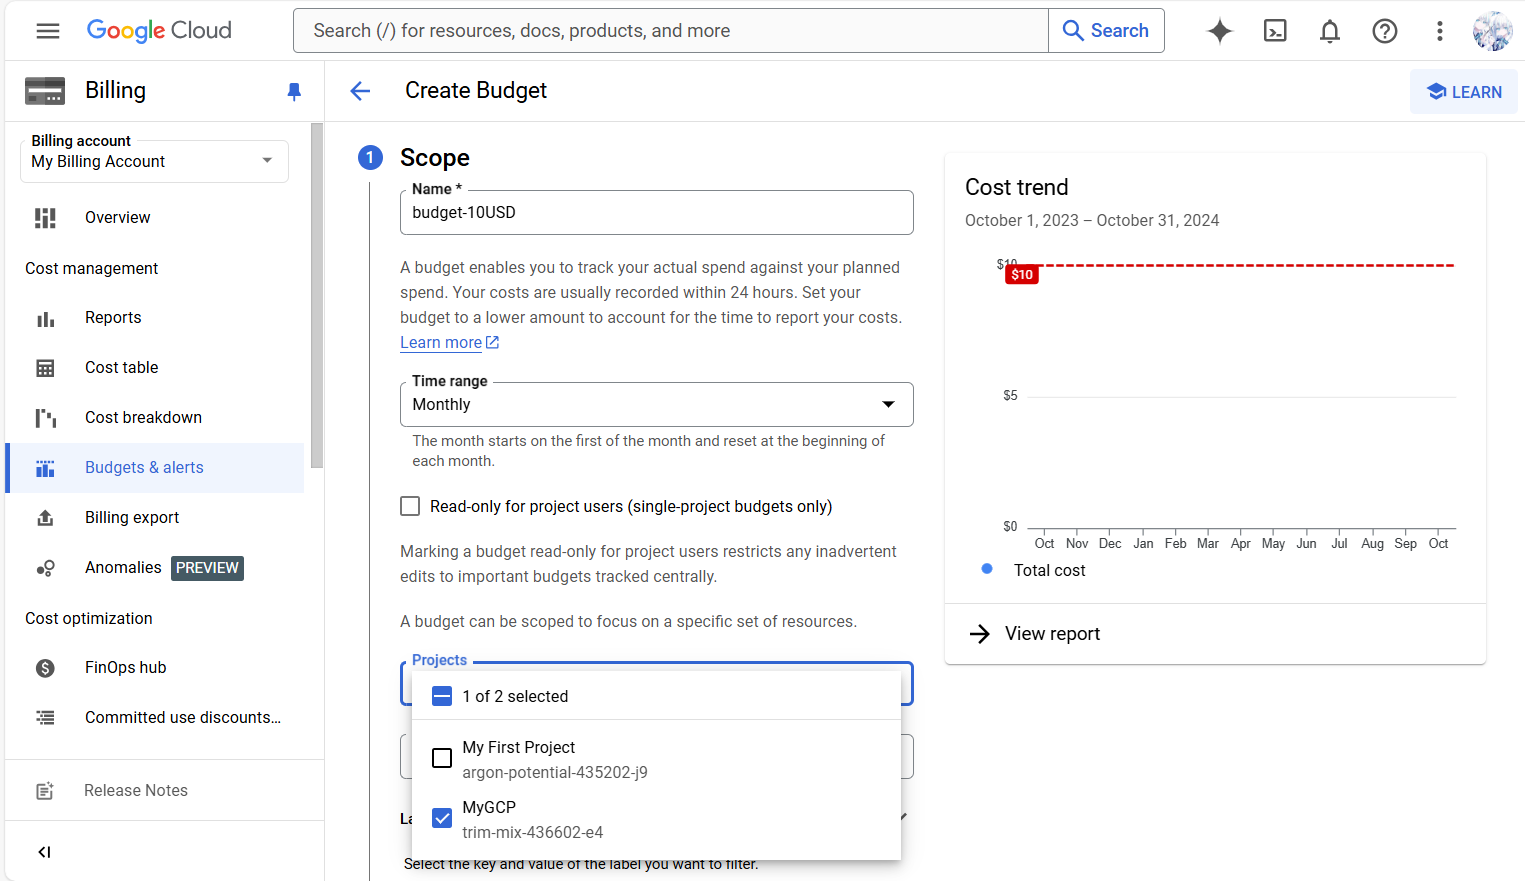 Google Cloud
Search (/) for resources, docs, products, and more
Search
Billing
Create Budget
LEARN
Billing account
My Billing Account
Overview
Cost management
Reports
Cost table
Cost breakdown
Budgets & alerts
Billing export
Anomalies PREVIEW
Cost optimization
FinOps hub
Committed use discounts...
Release Notes
1 Scope
Name *
budget-10USD
A budget enables you to track your actual spend against your planned
spend. Your costs are usually recorded within 24 hours. Set your
budget to a lower amount to account for the time to report your costs.
Learn more
Time range
Monthly
The month starts on the first of the month and reset at the beginning of
each month.
Read-only for project users (single-project budgets only)
Marking a budget read-only for project users restricts any inadvertent
edits to important budgets tracked centrally.
A budget can be scoped to focus on a specific set of resources.
Projects
1 of 2 selected
My First Project
argon-potential-435202-j9
MyGCP
trim-mix-436602-e4
Select the key and value of the label you want to filter.
Cost trend
October 1, 2023 – October 31, 2024
$10
$10
$5
$0
Oct Nov Dec Jan Feb Mar Apr May Jun Jul Aug Sep Oct
Total cost
View report